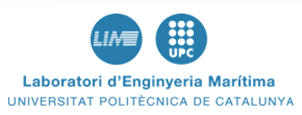 LIM UPC
Laboratori d'Enginyeria Marítima
UNIVERSITAT POLITÈCNICA DE CATALUNYA